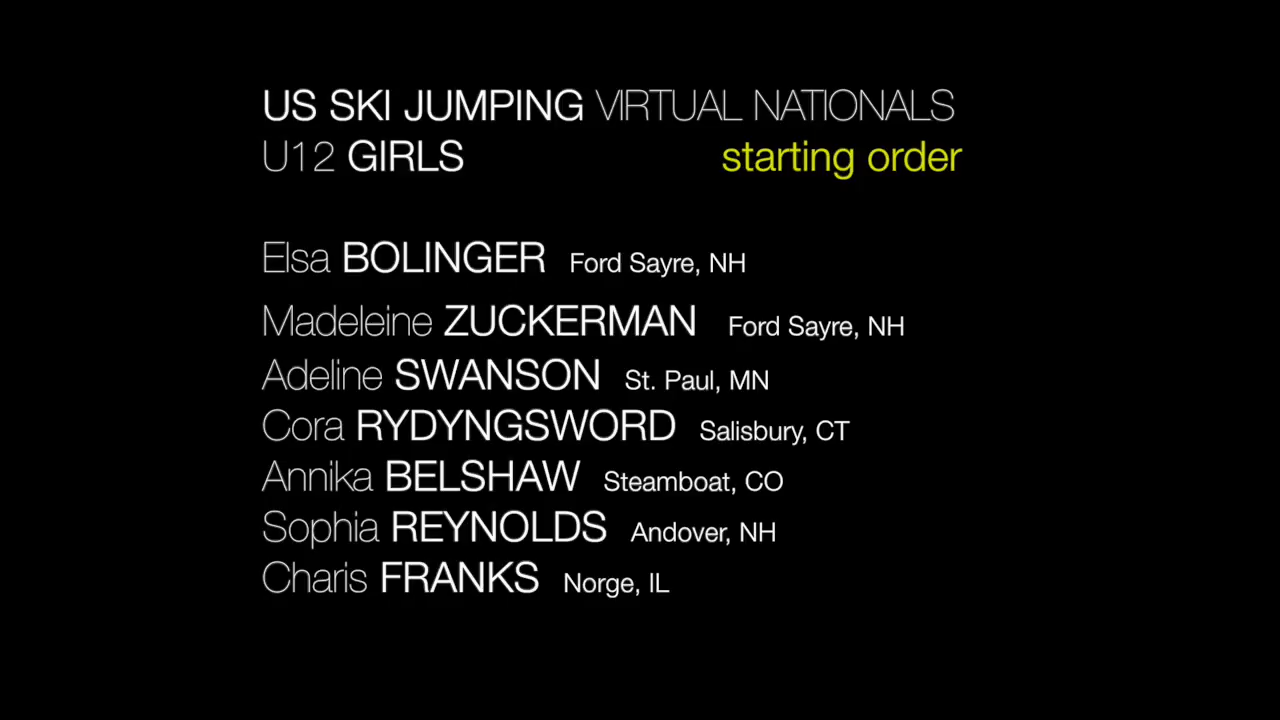 US SKI JUMPING VIRTUAL NATIONALS
U12 GIRLS starting order
Elsa BOLINGER Ford Sayre, NH
Madeleine ZUCKERMAN Ford Sayre, NH
Adeline SWANSON St. Paul, MN
Cora RYDYNGSWORD Salisbury, CT
Annika BELSHAW Steamboat, CO
Sophia REYNOLDS Andover, NH
Charis FRANKS Norge, IL